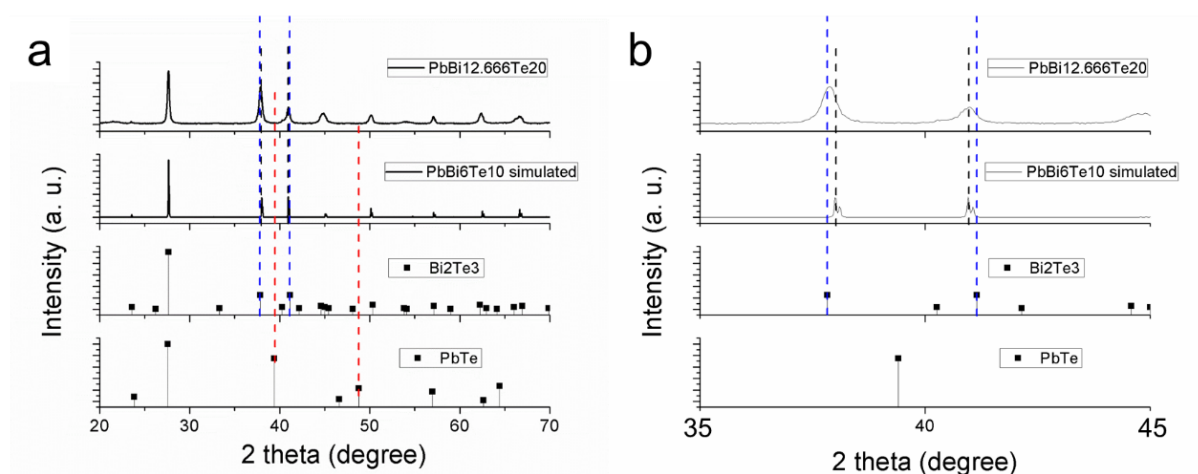 a
PbBi12.666Te20
PbBi6Te10 simulated
Bi2Te3
PbTe
Intensity (a. u.)
20 30 40 50 60 70
2 theta (degree)
b
PbBi12.666Te20
PbBi6Te10 simulated
Bi2Te3
PbTe
Intensity (a. u.)
35 40 45
2 theta (degree)